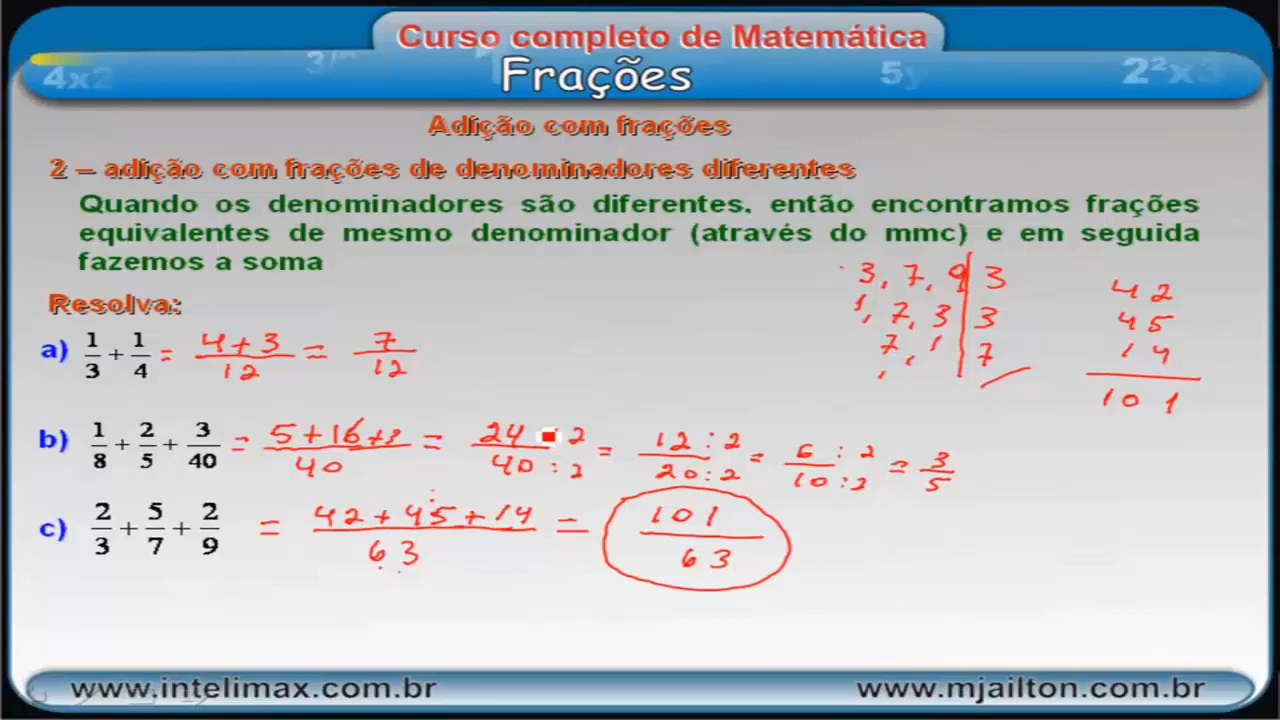 Curso completo de Matemática
4x2 3/ 5y 2²x3
Frações
Adição com frações
2 – adição com frações de denominadores diferentes
Quando os denominadores são diferentes, então encontramos frações
equivalentes de mesmo denominador (através do mmc) e em seguida
fazemos a soma
Resolva:
3, 7, 9 | 3
1, 7, 3 | 3
7, 1 | 7
42
45
14
101
a) 1/3 + 1/4 = 4+3/12 = 7/12
b) 1/8 + 2/5 + 3/40 = 5+16+3/40 = 24:2/40:2 = 12:2/20:2 = 6:2/10:2 = 3/5
c) 2/3 + 5/7 + 2/9 = 42+45+14/63 = 101/63
www.intelimax.com.br
www.mjailton.com.br